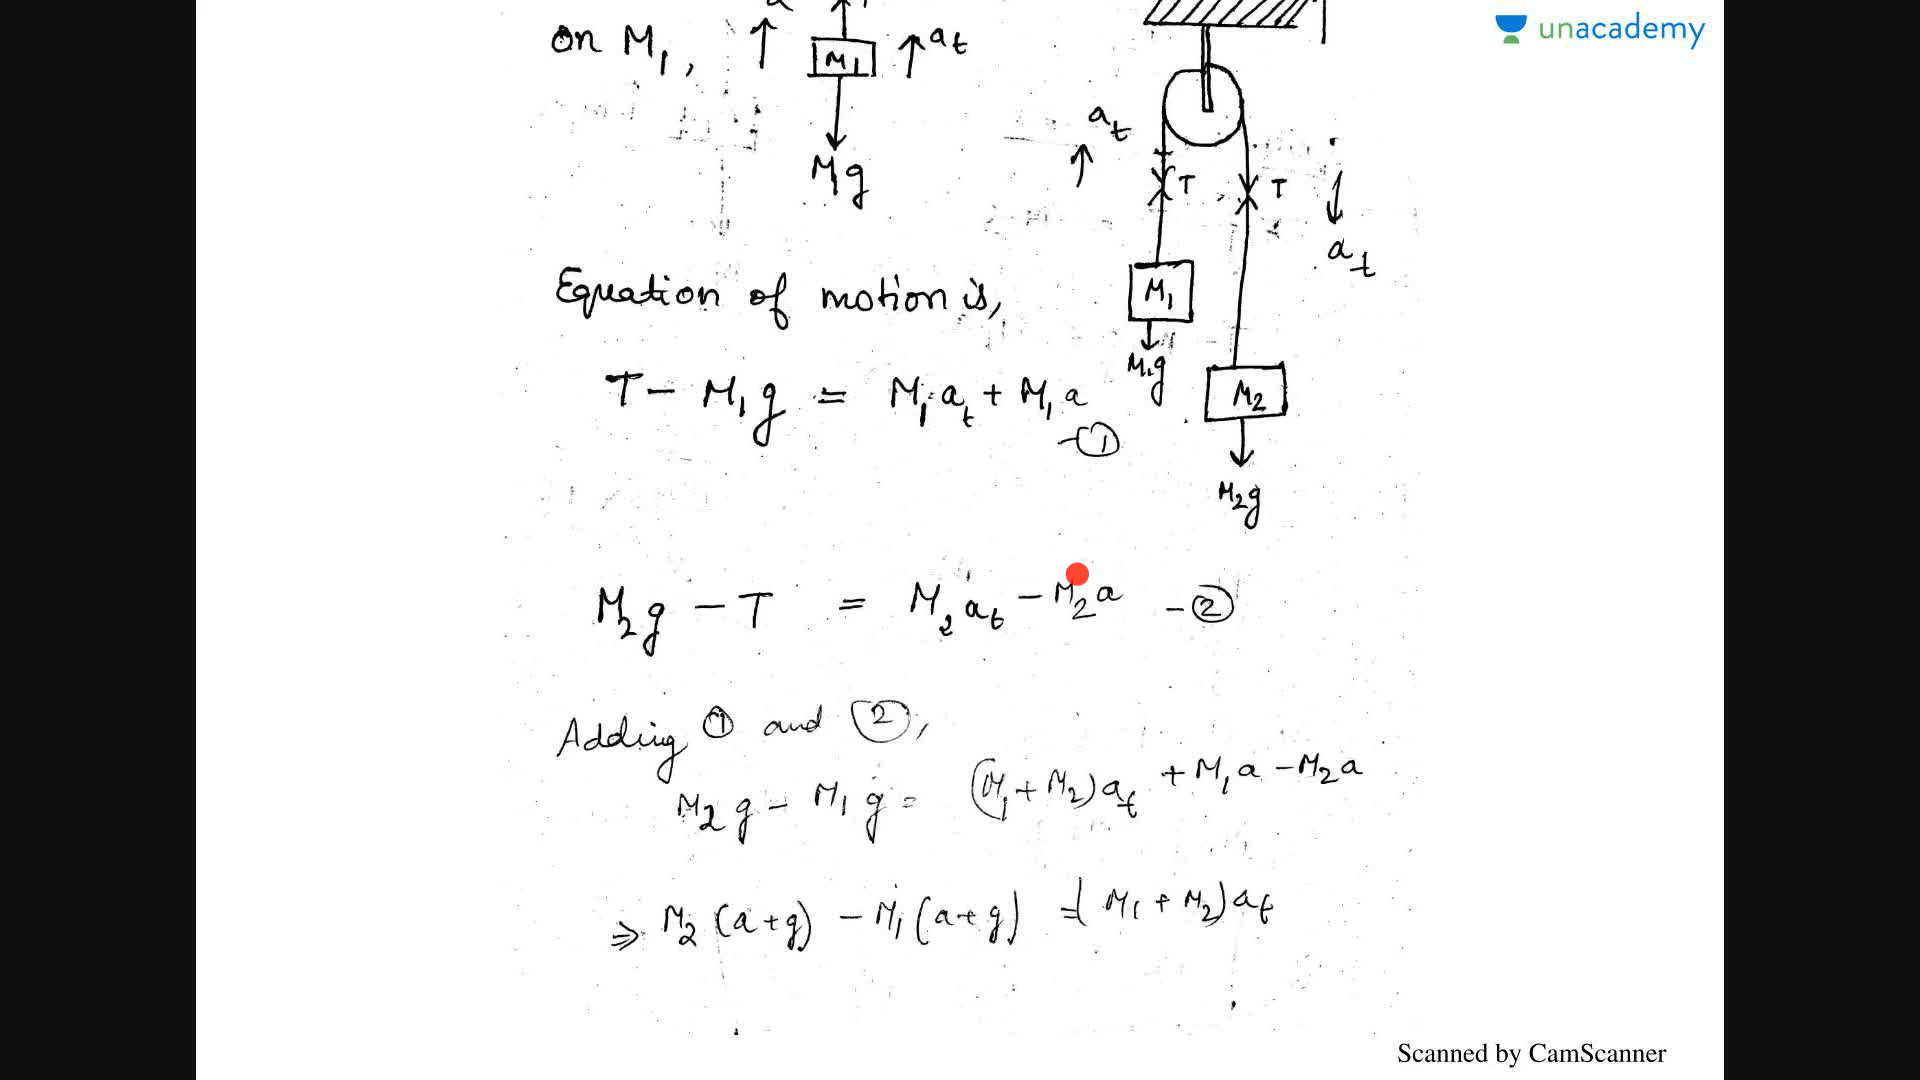 unacademy
a
on M₁, M₁ aₜ
M₁g
aₜ
T T
aₜ
Equation of motion is,
M₁
M₁g
T - M₁g = M₁aₜ + M₁a
-①
M₂
M₂g
M₂g - T = M₂aₜ - M₂a -②
Adding ① and ②,
M₂g - M₁g = (M₁ + M₂)aₜ + M₁a - M₂a
⇒ M₂(a+g) - M₁(a+g) = (M₁ + M₂)aₜ
Scanned by CamScanner